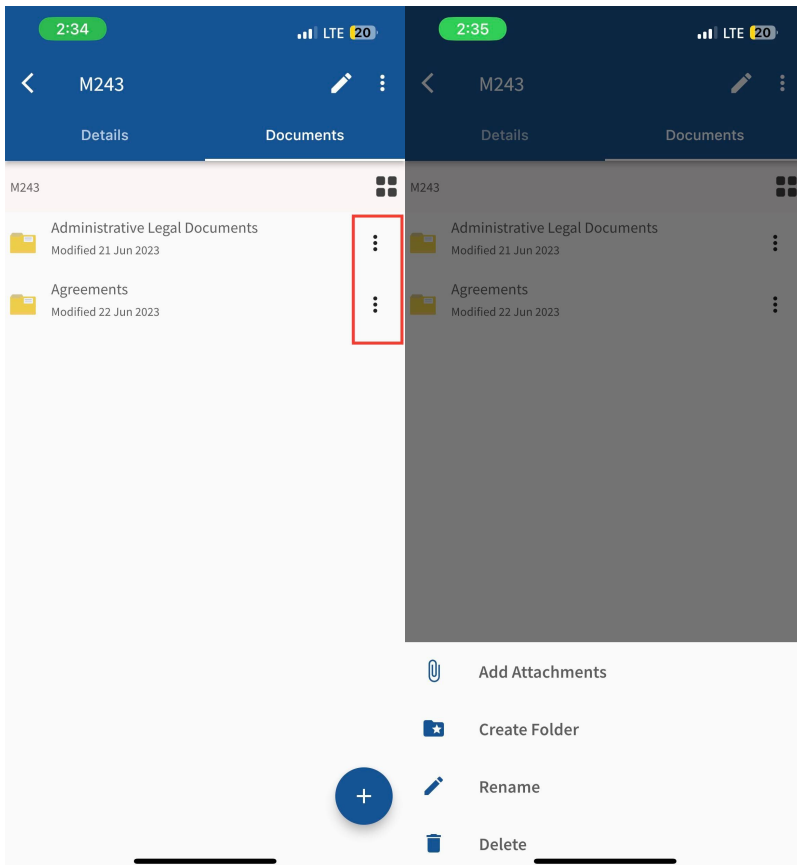 2:34
LTE 20
M243
Details Documents
M243
Administrative Legal Documents
Modified 21 Jun 2023
Agreements
Modified 22 Jun 2023
2:35
LTE 20
M243
Details Documents
M243
Administrative Legal Documents
Modified 21 Jun 2023
Agreements
Modified 22 Jun 2023
Add Attachments
Create Folder
Rename
Delete